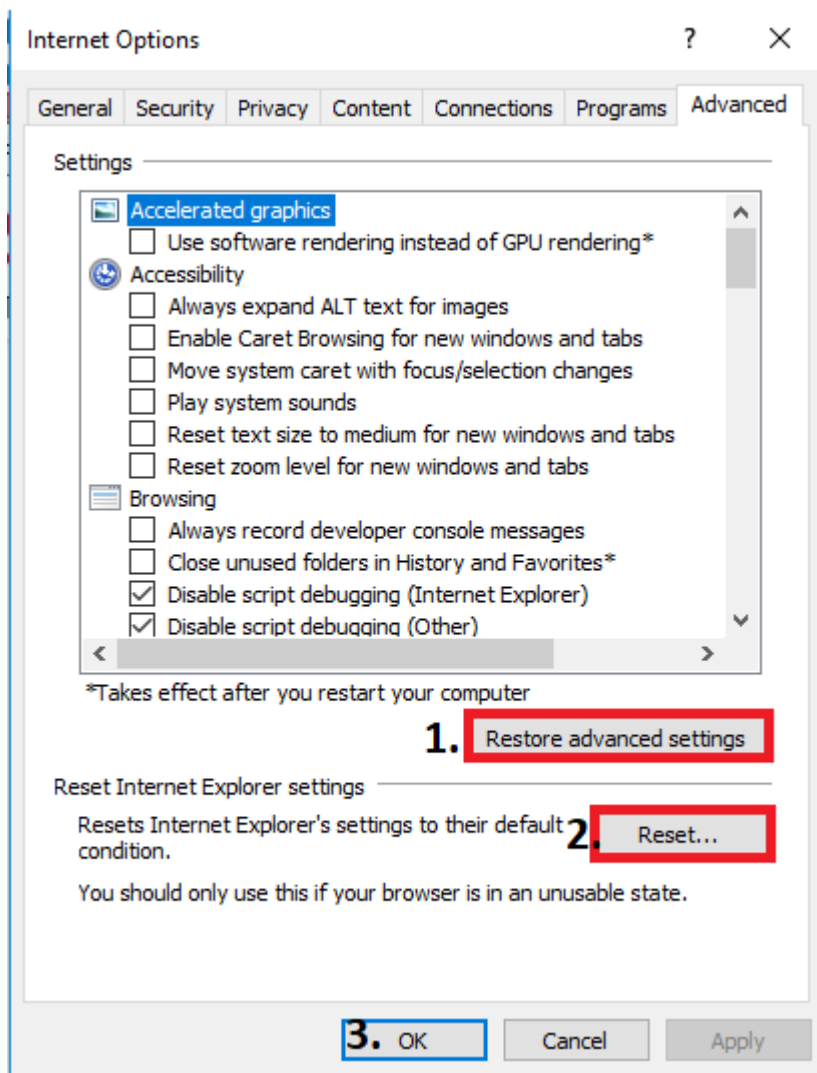 Internet Options ? ×
General Security Privacy Content Connections Programs Advanced
Settings
Accelerated graphics
Use software rendering instead of GPU rendering*
Accessibility
Always expand ALT text for images
Enable Caret Browsing for new windows and tabs
Move system caret with focus/selection changes
Play system sounds
Reset text size to medium for new windows and tabs
Reset zoom level for new windows and tabs
Browsing
Always record developer console messages
Close unused folders in History and Favorites*
Disable script debugging (Internet Explorer)
Disable script debugging (Other)
*Takes effect after you restart your computer
1. Restore advanced settings
Reset Internet Explorer settings
Resets Internet Explorer's settings to their default
condition.
2. Reset...
You should only use this if your browser is in an unusable state.
3. OK Cancel Apply